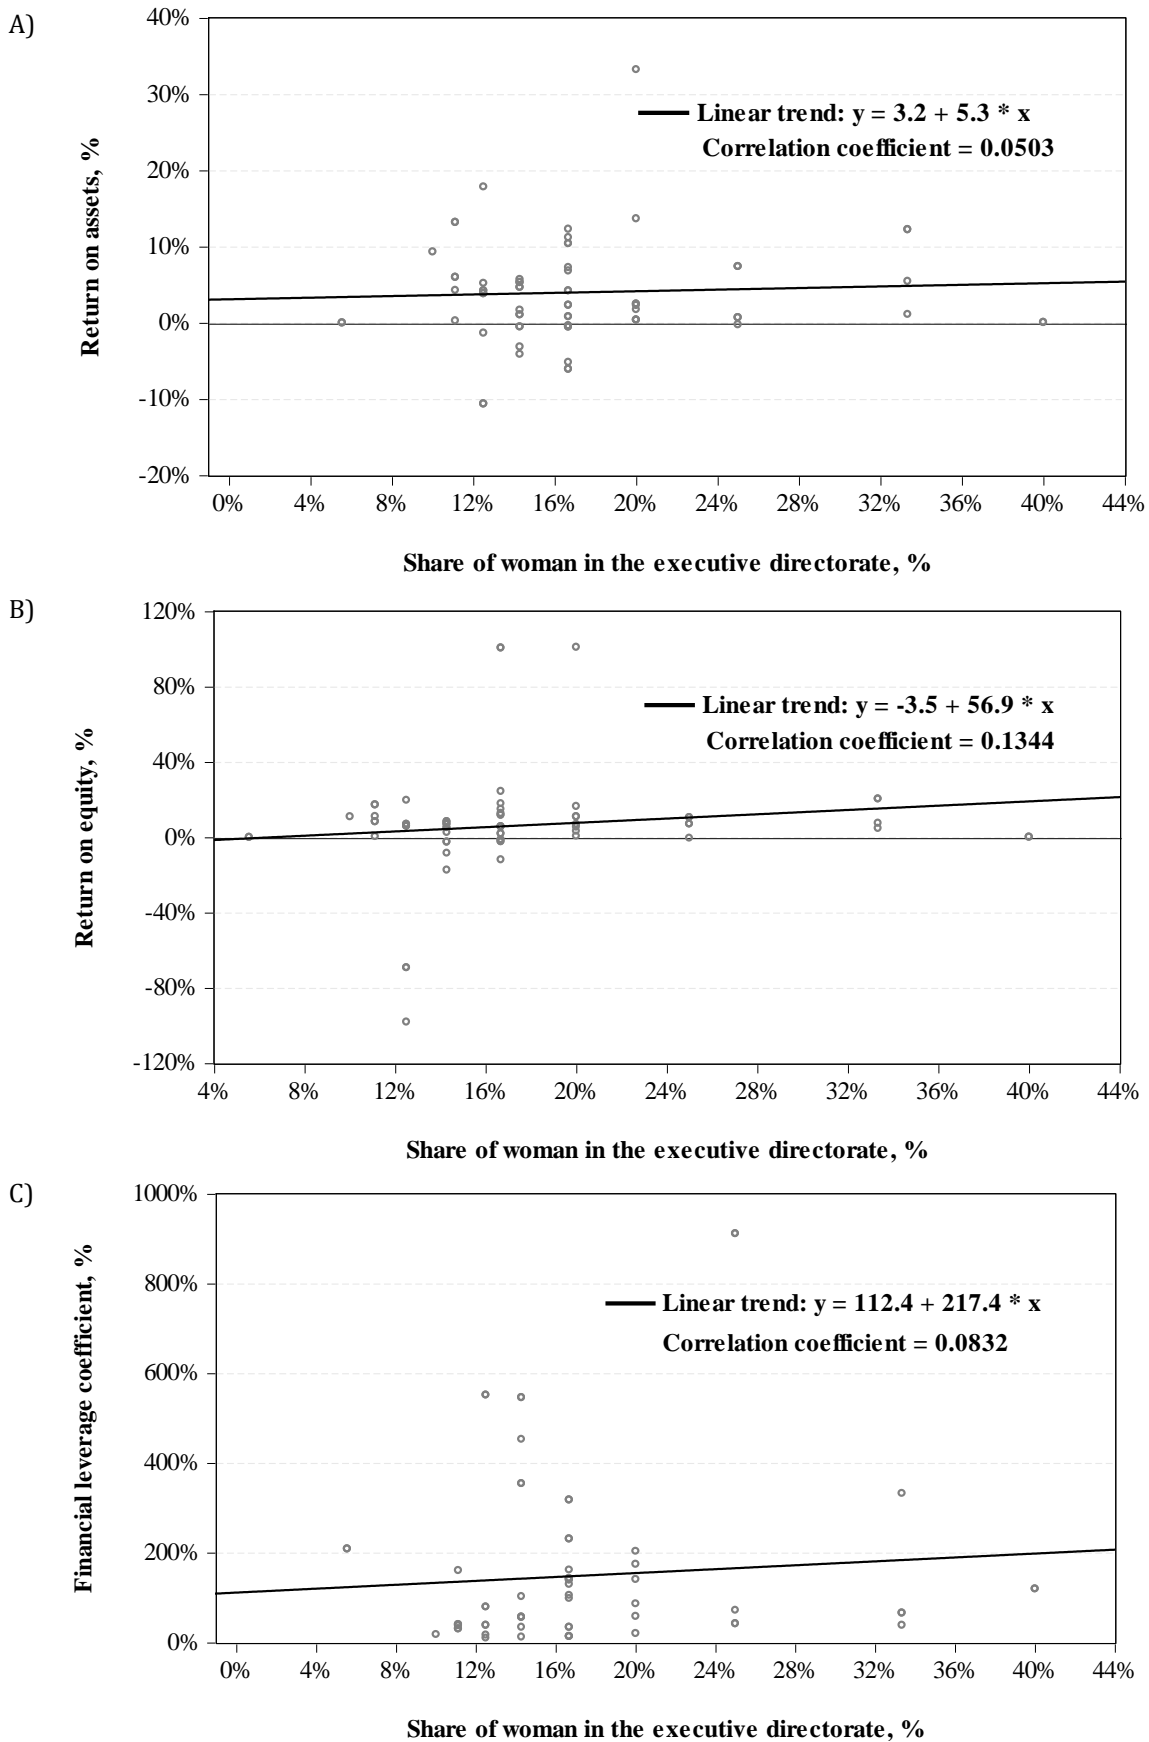 A)
40%
30%
20%
10%
0%
-10%
-20%
Return on assets, %
Linear trend: y = 3.2 + 5.3 * x
Correlation coefficient = 0.0503
0% 4% 8% 12% 16% 20% 24% 28% 32% 36% 40% 44%
Share of woman in the executive directorate, %
B)
120%
80%
40%
0%
-40%
-80%
-120%
Return on equity, %
Linear trend: y = -3.5 + 56.9 * x
Correlation coefficient = 0.1344
4% 8% 12% 16% 20% 24% 28% 32% 36% 40% 44%
Share of woman in the executive directorate, %
C)
1000%
800%
600%
400%
200%
0%
Financial leverage coefficient, %
Linear trend: y = 112.4 + 217.4 * x
Correlation coefficient = 0.0832
0% 4% 8% 12% 16% 20% 24% 28% 32% 36% 40% 44%
Share of woman in the executive directorate, %